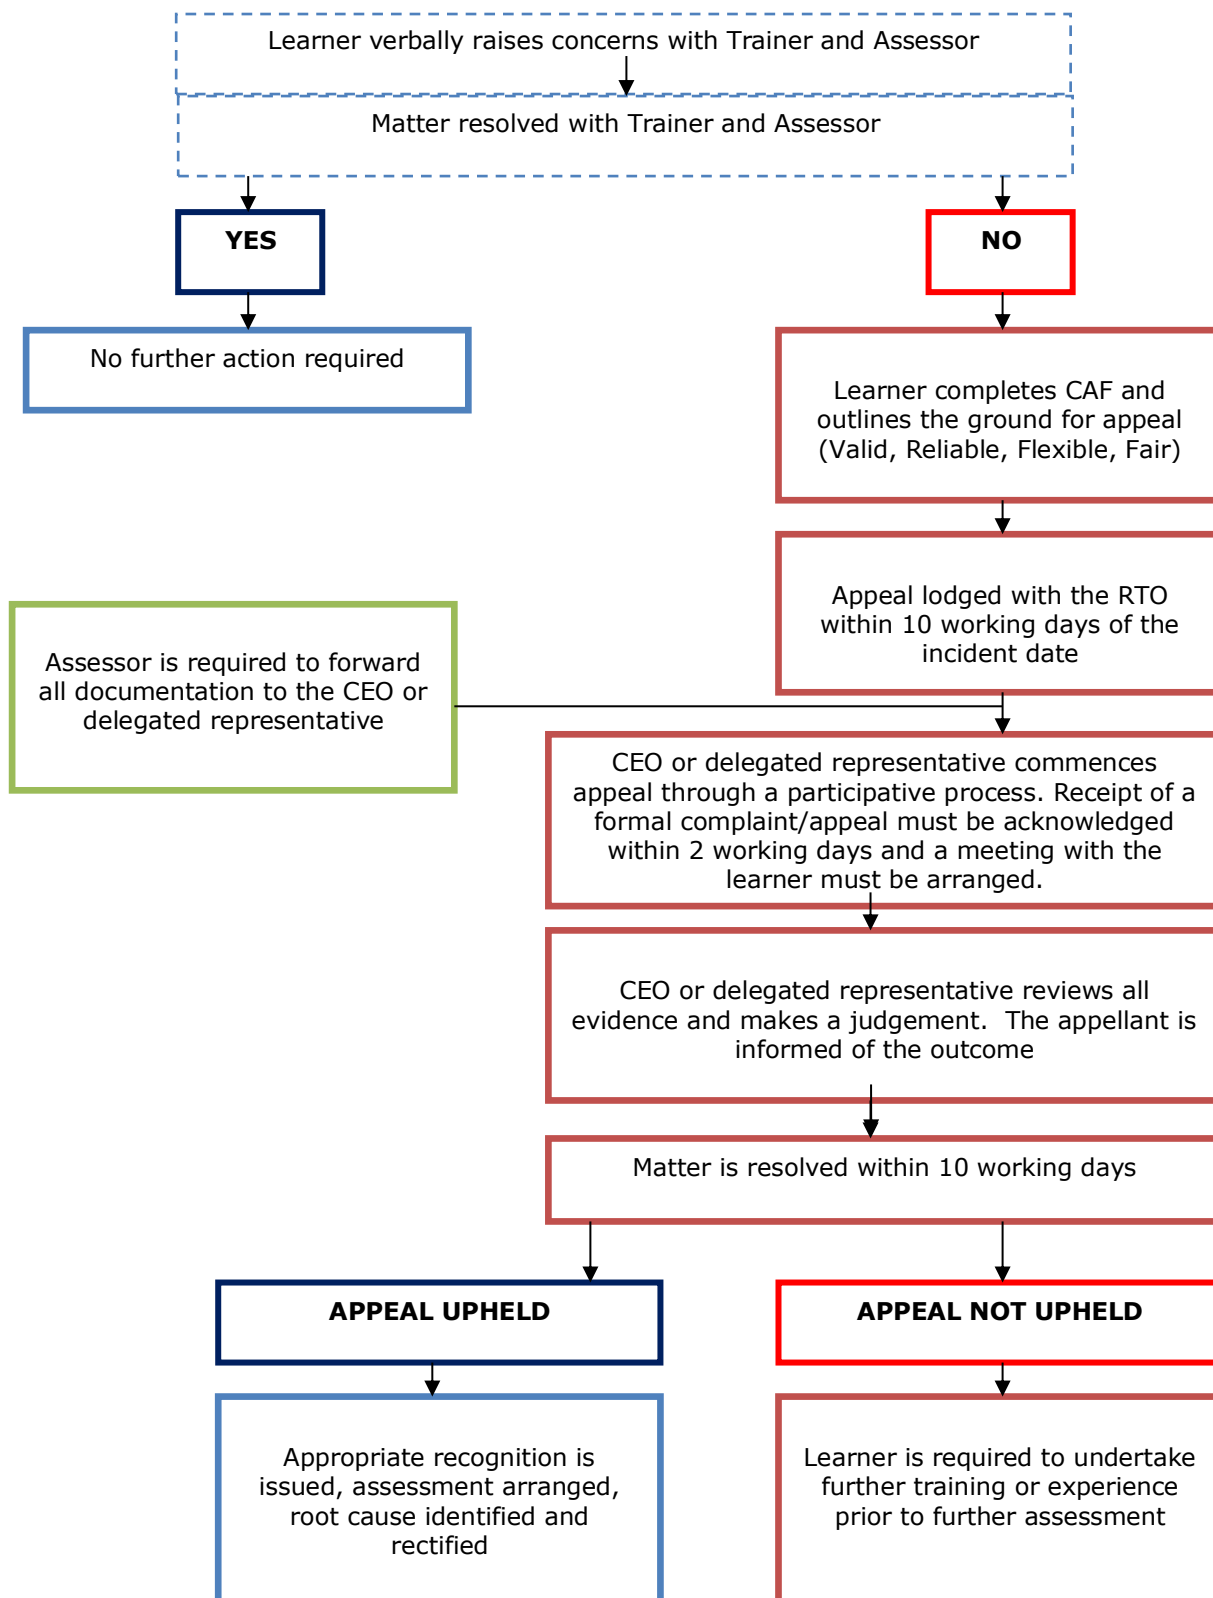 Learner verbally raises concerns with Trainer and Assessor
Matter resolved with Trainer and Assessor
YES
NO
No further action required
Learner completes CAF and
outlines the ground for appeal
(Valid, Reliable, Flexible, Fair)
Appeal lodged with the RTO
within 10 working days of the
incident date
Assessor is required to forward
all documentation to the CEO or
delegated representative
CEO or delegated representative commences
appeal through a participative process. Receipt of a
formal complaint/appeal must be acknowledged
within 2 working days and a meeting with the
learner must be arranged.
CEO or delegated representative reviews all
evidence and makes a judgement.  The appellant is
informed of the outcome
Matter is resolved within 10 working days
APPEAL UPHELD
APPEAL NOT UPHELD
Appropriate recognition is
issued, assessment arranged,
root cause identified and
rectified
Learner is required to undertake
further training or experience
prior to further assessment